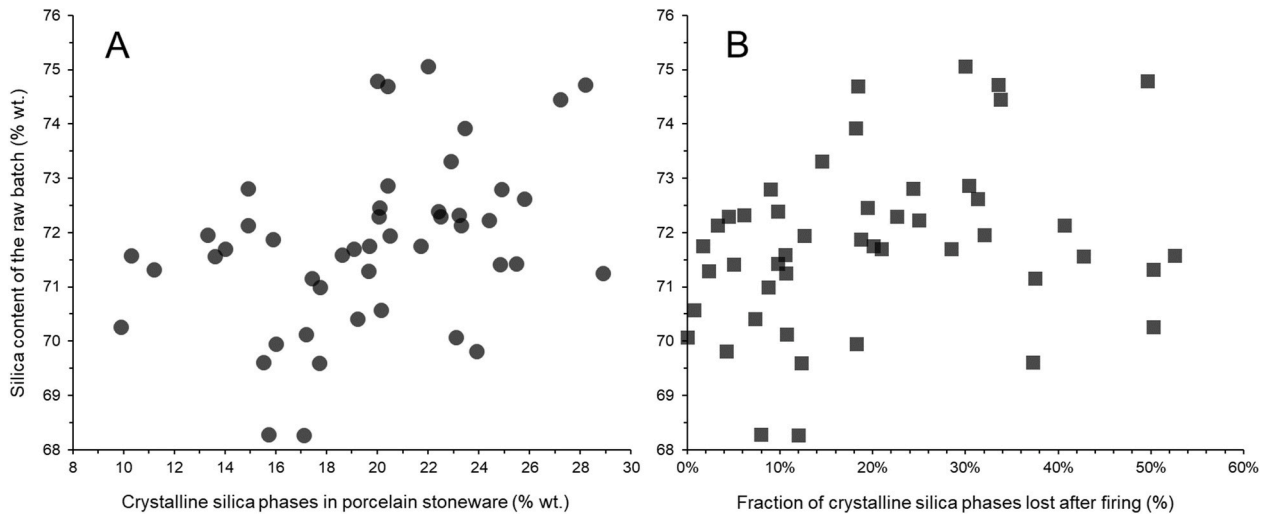 A
B
Silica content of the raw batch (% wt.)
76
75
74
73
72
71
70
69
68
8 10 12 14 16 18 20 22 24 26 28 30
Crystalline silica phases in porcelain stoneware (% wt.)
76
75
74
73
72
71
70
69
68
0% 10% 20% 30% 40% 50% 60%
Fraction of crystalline silica phases lost after firing (%)